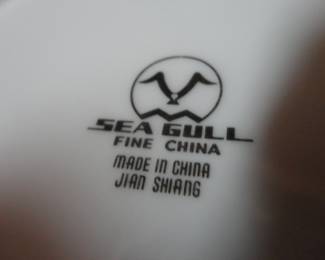 SEA GULL
FINE CHINA
MADE IN CHINA
JIAN SHIANG